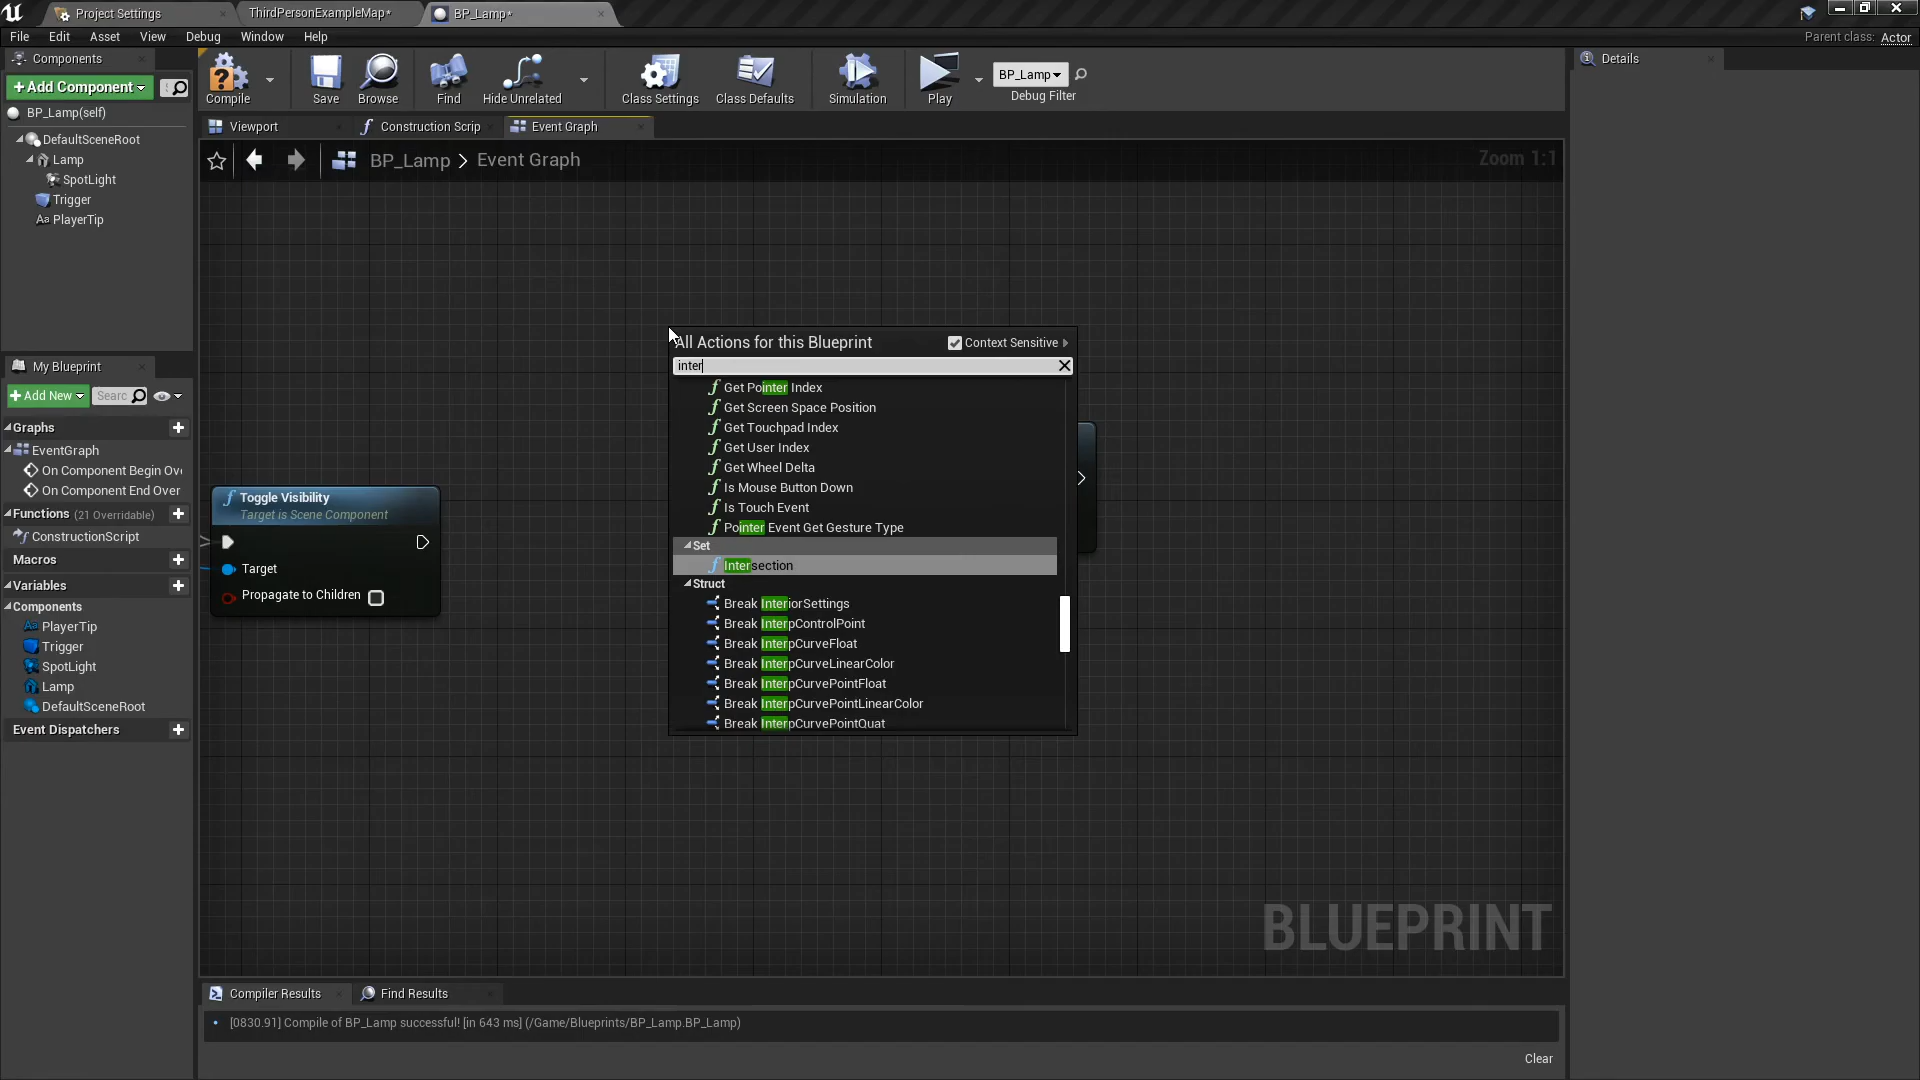 Project Settings
ThirdPersonExampleMap*
BP_Lamp*
File Edit Asset View Debug Window Help
Parent class: Actor
Components
+Add Component
BP_Lamp(self)
DefaultSceneRoot
Lamp
SpotLight
Trigger
Aa PlayerTip
Compile
Save
Browse
Find
Hide Unrelated
Class Settings
Class Defaults
Simulation
Play
BP_Lamp
Debug Filter
Details
Viewport
Construction Scrip
Event Graph
BP_Lamp > Event Graph
Zoom 1:1
All Actions for this Blueprint
Context Sensitive
inter
Get Pointer Index
Get Screen Space Position
Get Touchpad Index
Get User Index
Get Wheel Delta
Is Mouse Button Down
Is Touch Event
Pointer Event Get Gesture Type
Set
Intersection
Struct
Break InteriorSettings
Break InterpControlPoint
Break InterpCurveFloat
Break InterpCurveLinearColor
Break InterpCurvePointFloat
Break InterpCurvePointLinearColor
Break InterpCurvePointQuat
Toggle Visibility
Target is Scene Component
Target
Propagate to Children
My Blueprint
+Add New
Searc
Graphs
EventGraph
On Component Begin Ov
On Component End Over
Functions (21 Overridable)
ConstructionScript
Macros
Variables
Components
Aa PlayerTip
Trigger
SpotLight
Lamp
DefaultSceneRoot
Event Dispatchers
BLUEPRINT
Compiler Results
Find Results
[0830.91] Compile of BP_Lamp successful! [in 643 ms] (/Game/Blueprints/BP_Lamp.BP_Lamp)
Clear